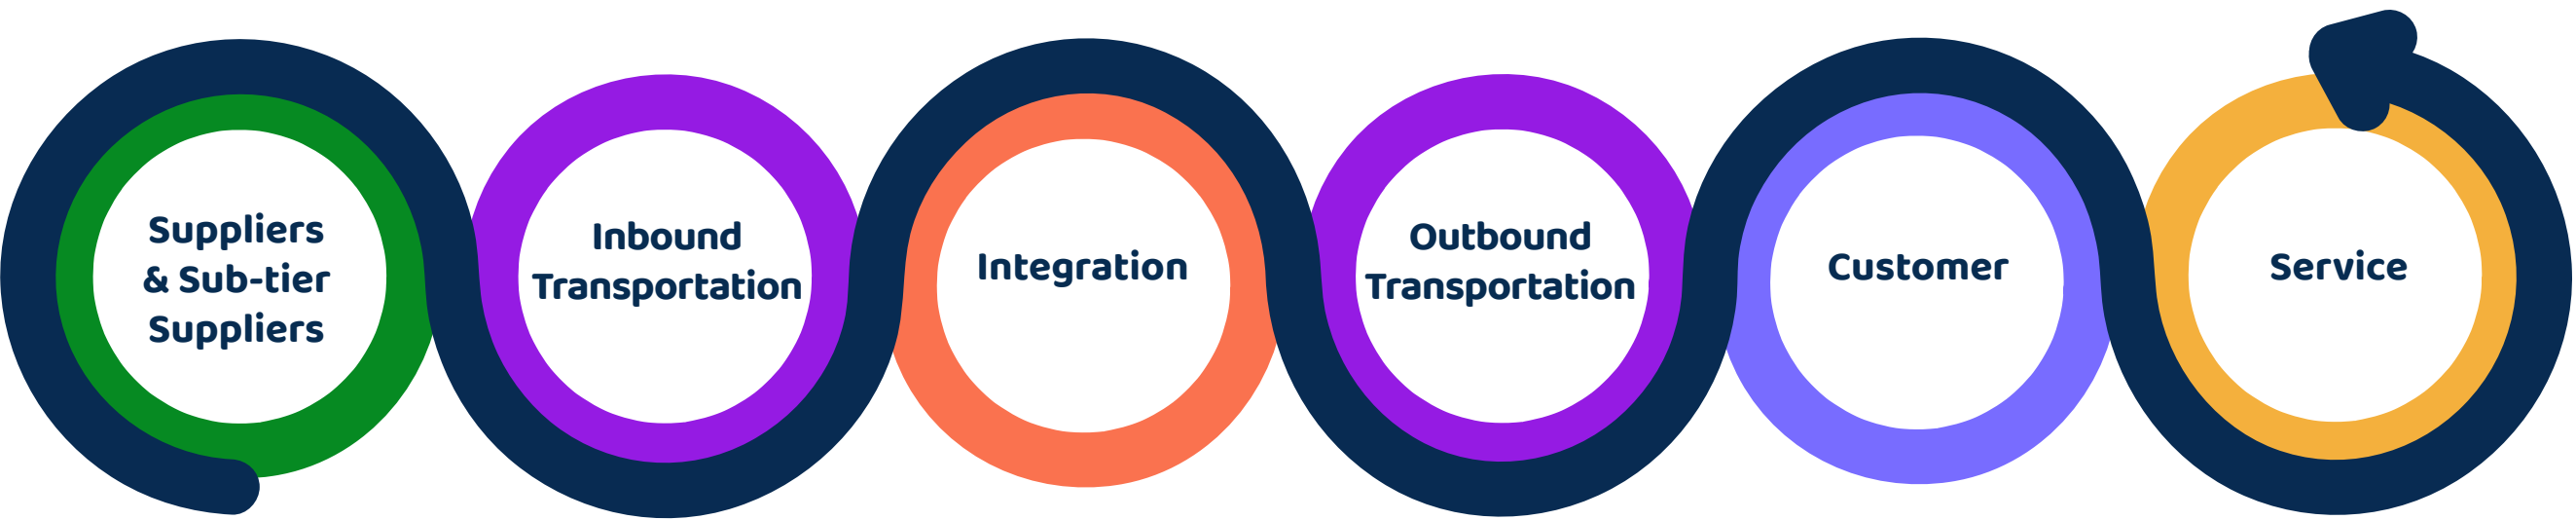 Suppliers
& Sub-tier
Suppliers
Inbound
Transportation
Integration
Outbound
Transportation
Customer
Service